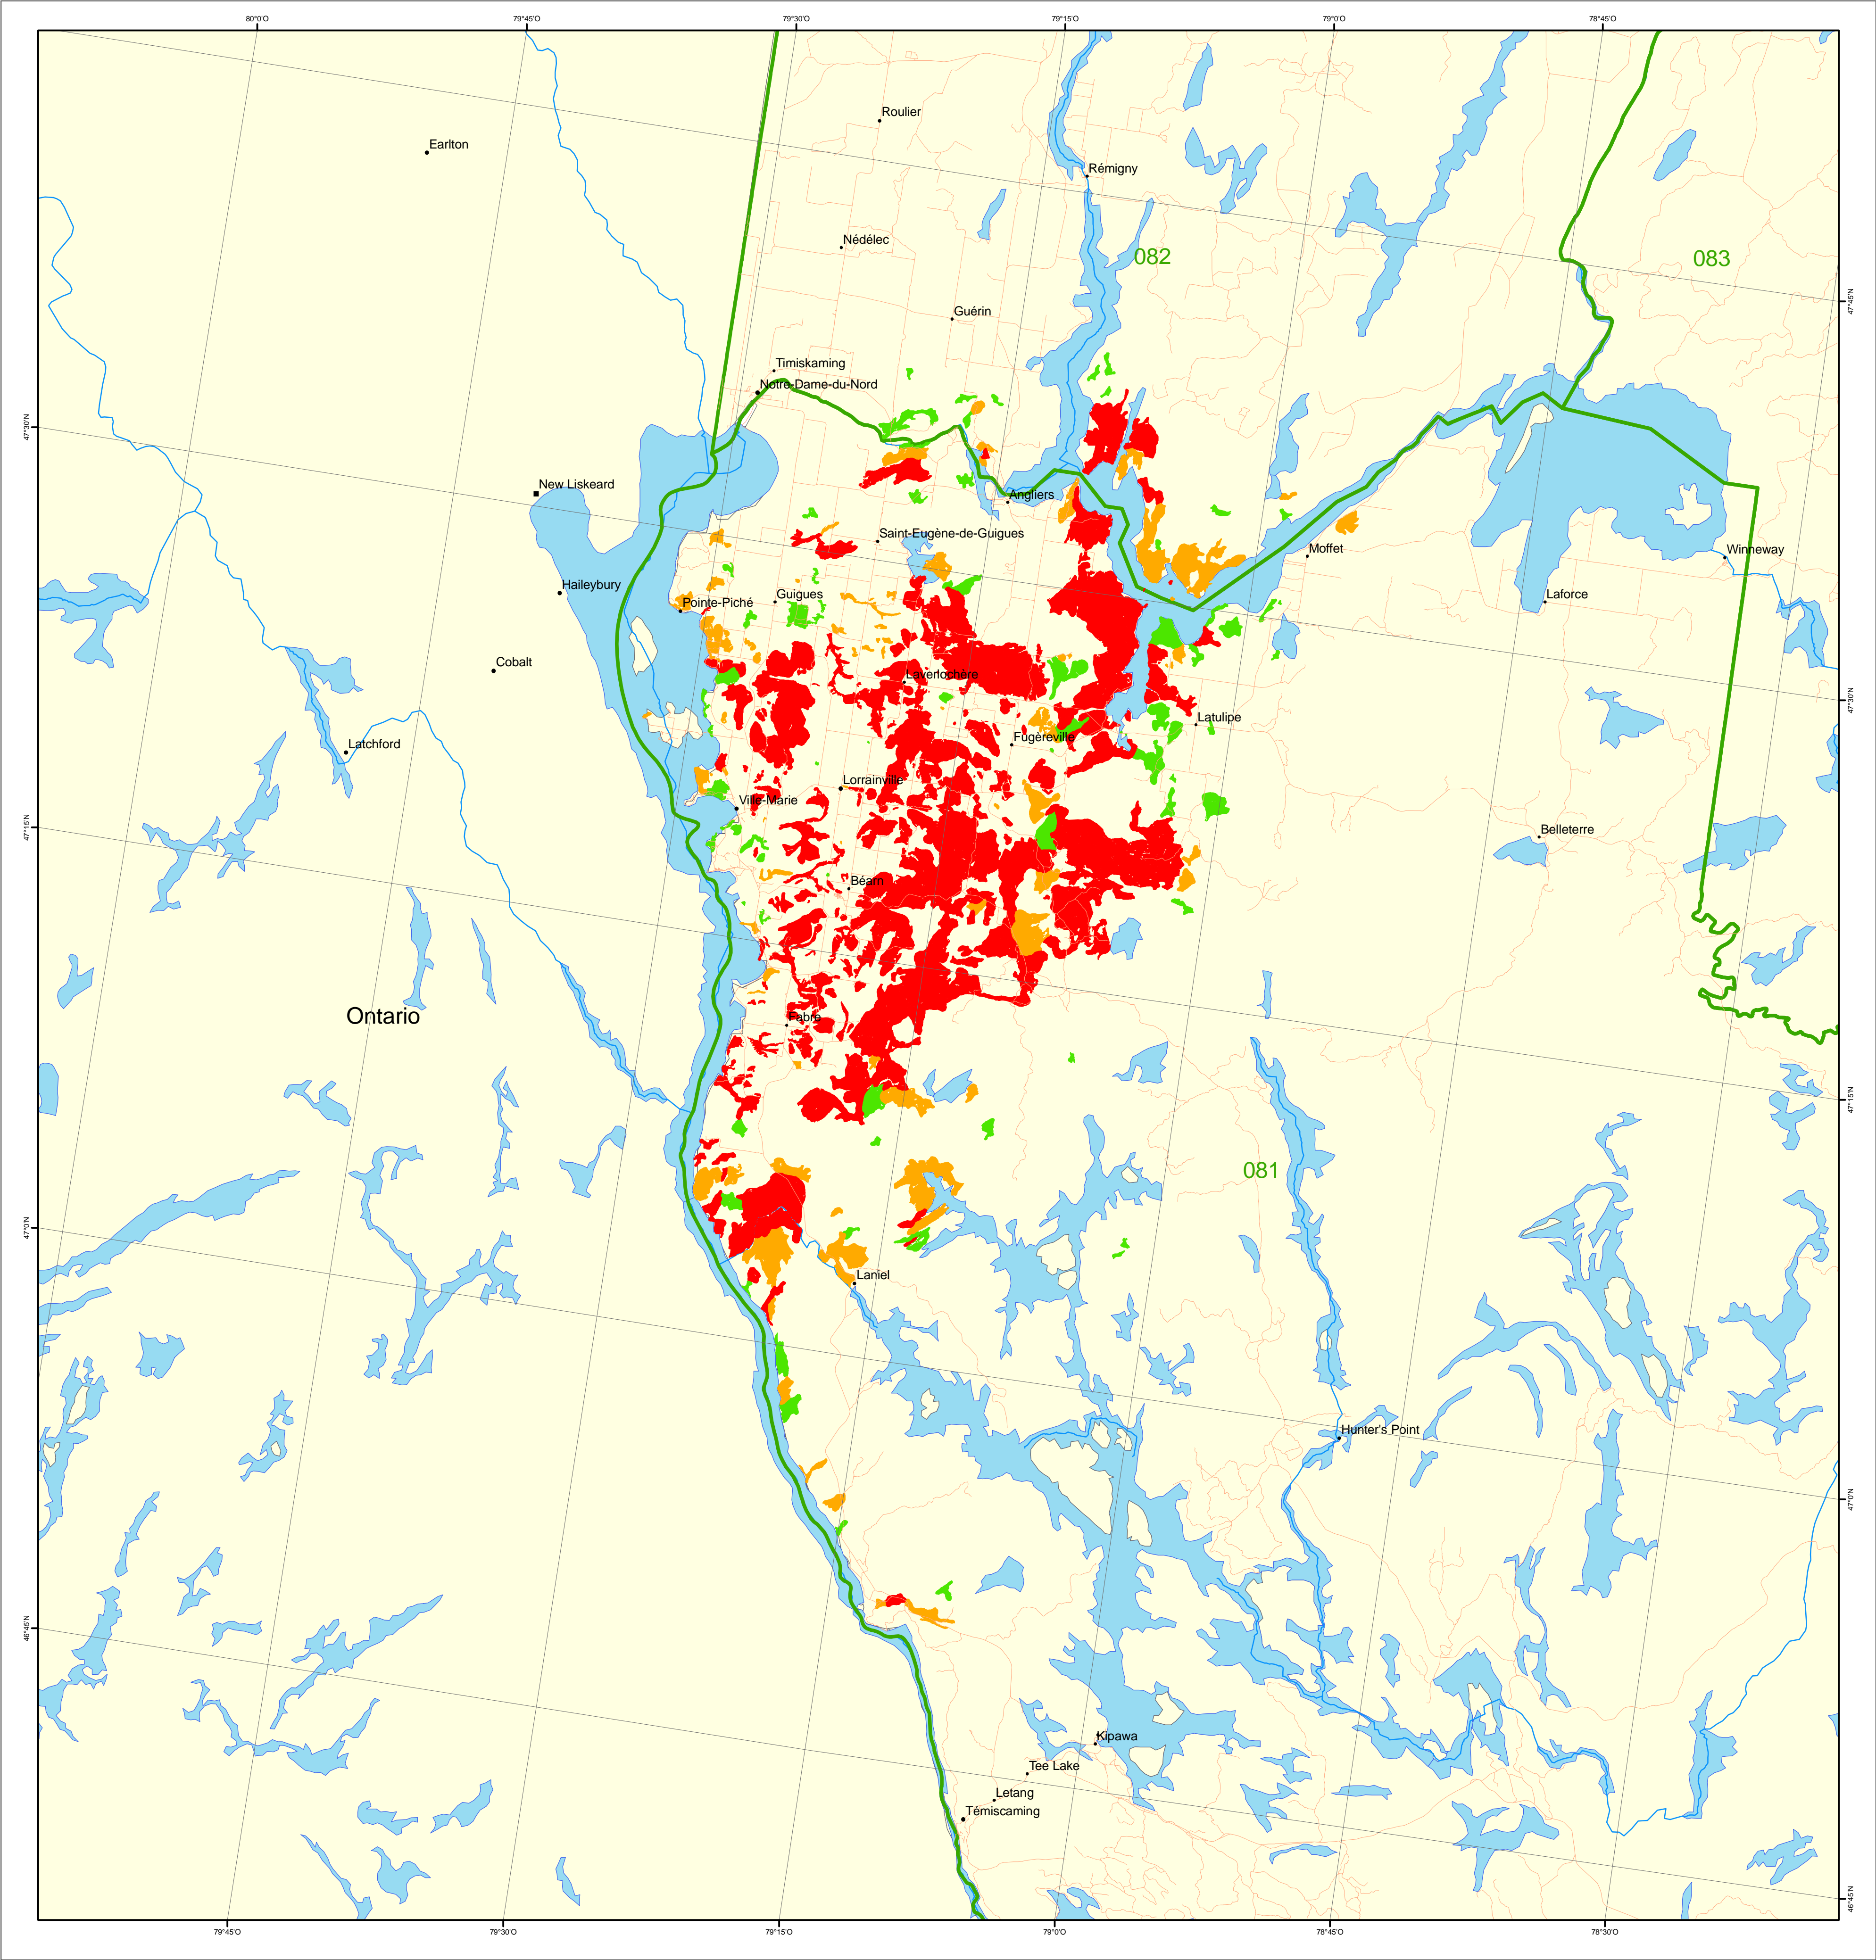 80°0'O 79°45'O 79°30'O 79°15'O 79°0'O 78°45'O
Roulier
Earlton
Rémigny
Nédélec
082
083
47°45'N
Guérin
Timiskaming
Notre-Dame-du-Nord
47°30'N
New Liskeard
Angliers
Saint-Eugène-de-Guigues
Moffet
Winneway
Haileybury
Guigues
Pointe-Piché
Laforce
Cobalt
Laverlochère
47°30'N
Latulipe
Latchford
Fugèreville
Lorrainville
Ville-Marie
47°15'N
Belleterre
Béarn
Ontario
Fabre
47°15'N
081
47°0'N
Laniel
Hunter's Point
47°0'N
46°45'N
Kipawa
Tee Lake
Letang
Témiscaming
46°45'N
79°45'O 79°30'O 79°15'O 79°0'O 78°45'O 78°30'O